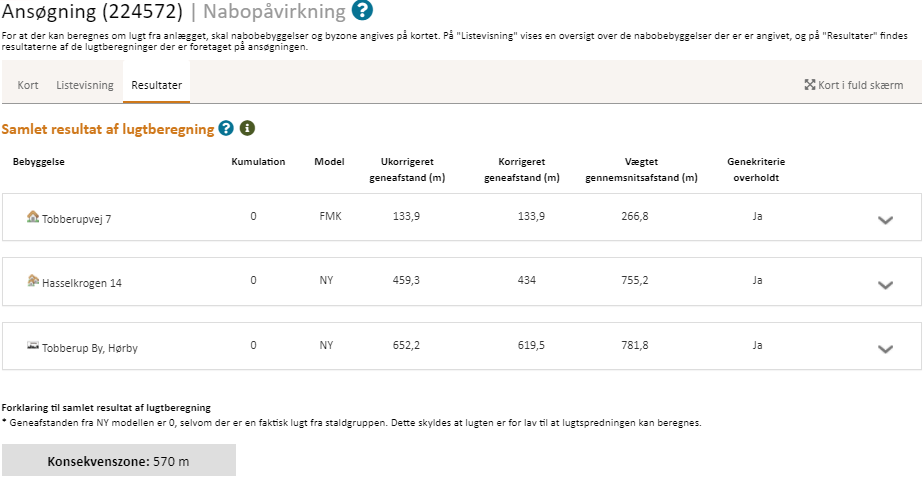 Ansøgning (224572) | Nabopåvirkning ?
For at der kan beregnes om lugt fra anlægget, skal nabobebyggelser og byzone angives på kortet. På "Listevisning" vises en oversigt over de nabobebyggelser der er er angivet, og på "Resultater" findes
resultaterne af de lugtberegninger der er foretaget på ansøgningen.
Kort Listevisning Resultater Kort i fuld skærm
Samlet resultat af lugtberegning ? i
Bebyggelse Kumulation Model Ukorrigeret geneafstand (m) Korrigeret geneafstand (m) Vægtet gennemsnitsafstand (m) Genekriterie overholdt
Tobberupvej 7 0 FMK 133,9 133,9 266,8 Ja
Hasselkrogen 14 0 NY 459,3 434 755,2 Ja
Tobberup By, Hørby 0 NY 652,2 619,5 781,8 Ja
Forklaring til samlet resultat af lugtberegning
* Geneafstanden fra NY modellen er 0, selvom der er en faktisk lugt fra staldgruppen. Dette skyldes at lugten er for lav til at lugtspredningen kan beregnes.
Konsekvenszone: 570 m